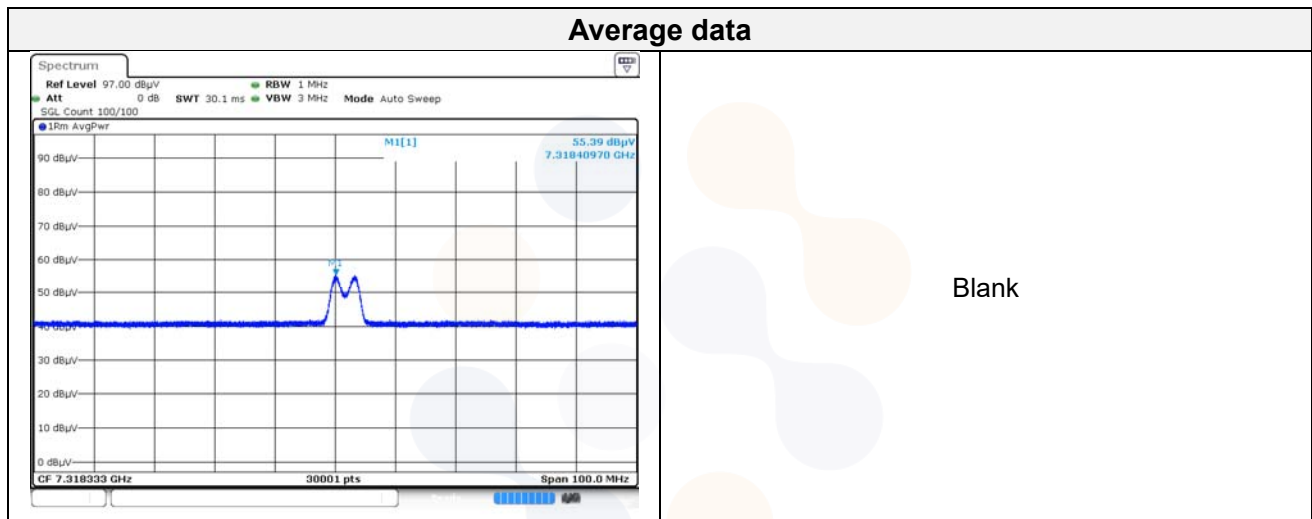 Average data
Spectrum
Ref Level 97.00 dBµV RBW 1 MHz
Att 0 dB SWT 30.1 ms VBW 3 MHz Mode Auto Sweep
SGL Count 100/100
1Rm AvgPwr
M1[1] 55.39 dBµV
7.31840970 GHz
90 dBµV
80 dBµV
70 dBµV
60 dBµV
M1
50 dBµV
40 dBµV
30 dBµV
20 dBµV
10 dBµV
0 dBµV
CF 7.318333 GHz 30001 pts Span 100.0 MHz
Blank